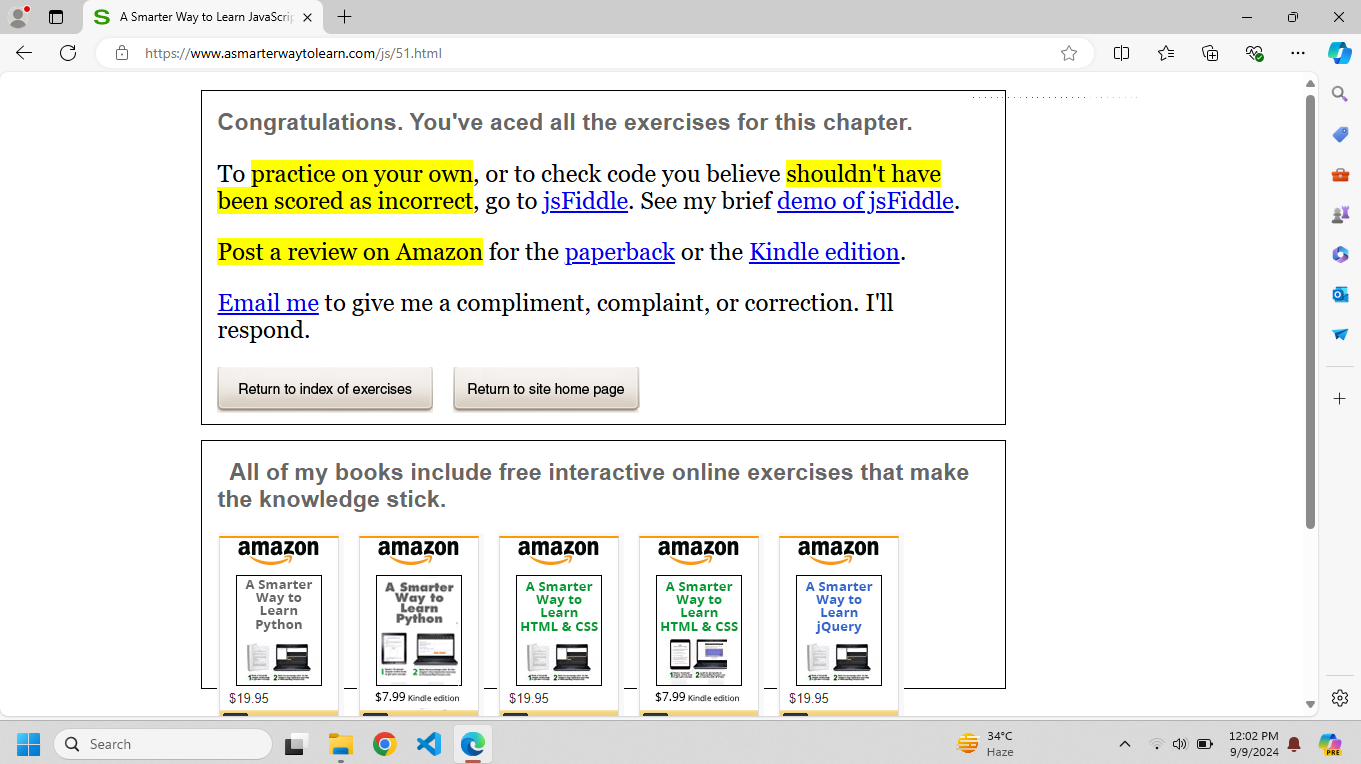 A Smarter Way to Learn JavaScrip
https://www.asmarterwaytolearn.com/js/51.html
Congratulations. You've aced all the exercises for this chapter.
To practice on your own, or to check code you believe shouldn't have
been scored as incorrect, go to jsFiddle. See my brief demo of jsFiddle.
Post a review on Amazon for the paperback or the Kindle edition.
Email me to give me a compliment, complaint, or correction. I'll
respond.
Return to index of exercises Return to site home page
All of my books include free interactive online exercises that make
the knowledge stick.
amazon amazon amazon amazon amazon
A Smarter
Way to
Learn
Python
A Smarter
Way to
Learn
Python
A Smarter
Way to
Learn
HTML & CSS
A Smarter
Way to
Learn
HTML & CSS
A Smarter
Way to
Learn
jQuery
$19.95 $7.99 Kindle edition $19.95 $7.99 Kindle edition $19.95
Search
34°C
Haze
12:02 PM
9/9/2024
PRE